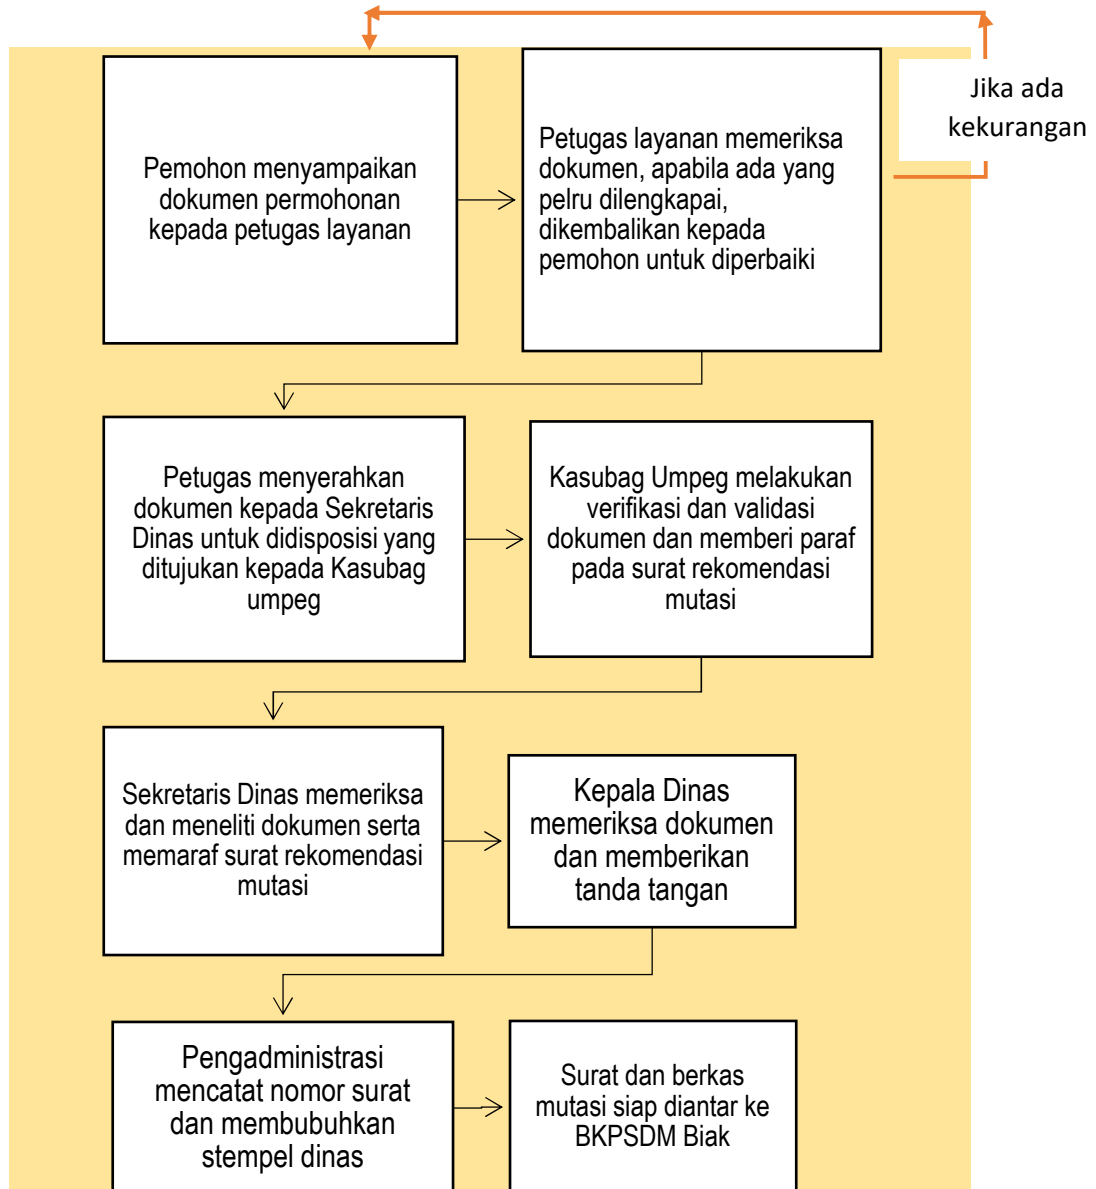 Jika ada
kekurangan
Pemohon menyampaikan
dokumen permohonan
kepada petugas layanan
Petugas layanan memeriksa
dokumen, apabila ada yang
pelru dilengkapai,
dikembalikan kepada
pemohon untuk diperbaiki
Petugas menyerahkan
dokumen kepada Sekretaris
Dinas untuk didisposisi yang
ditujukan kepada Kasubag
umpeg
Kasubag Umpeg melakukan
verifikasi dan validasi
dokumen dan memberi paraf
pada surat rekomendasi
mutasi
Sekretaris Dinas memeriksa
dan meneliti dokumen serta
memaraf surat rekomendasi
mutasi
Kepala Dinas
memeriksa dokumen
dan memberikan
tanda tangan
Pengadministrasi
mencatat nomor surat
dan membubuhkan
stempel dinas
Surat dan berkas
mutasi siap diantar ke
BKPSDM Biak